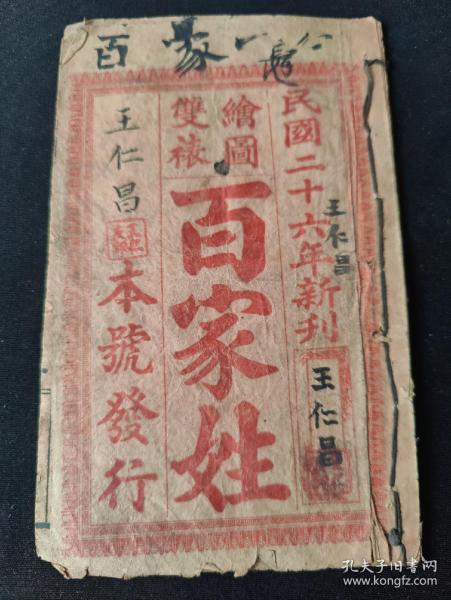 百家
民國二十六年新刊
王仁昌
王仁昌
繪圖
雙裱
百家姓
王仁昌
本號發行
孔夫子旧书网
www.kongfz.com